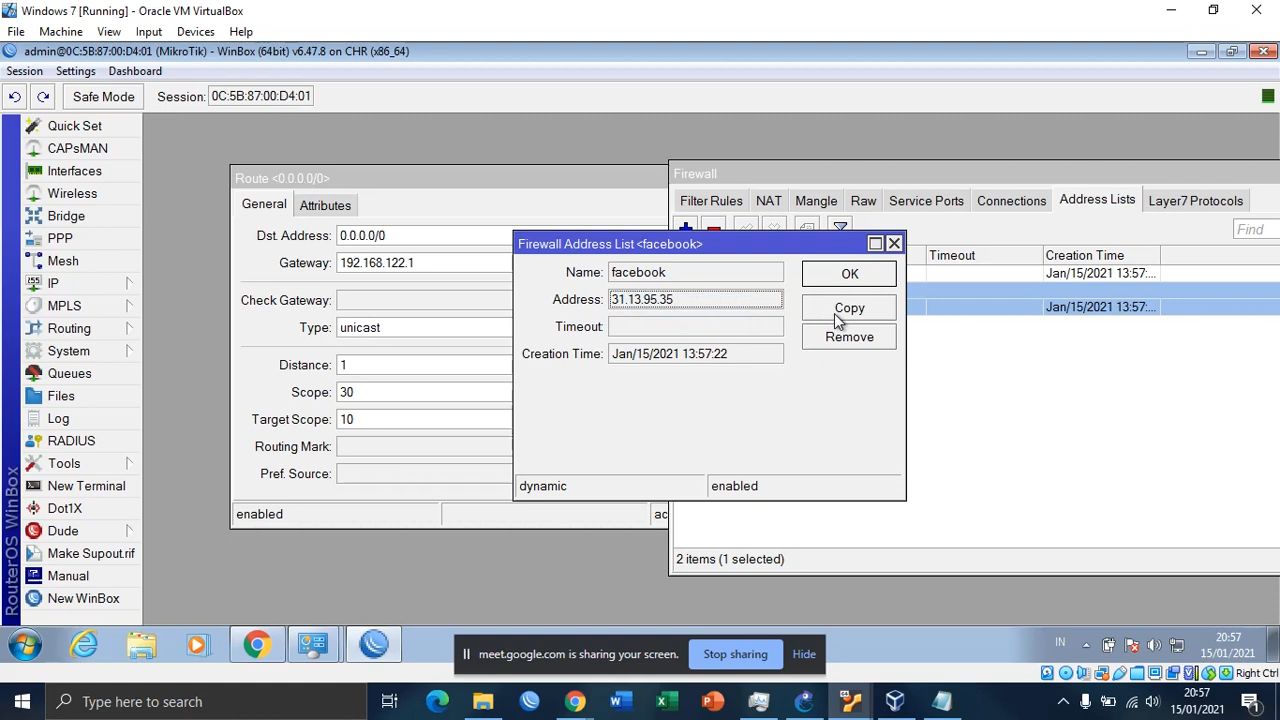 Windows 7 [Running] - Oracle VM VirtualBox
File Machine View Input Devices Help
admin@0C:5B:87:00:D4:01 (MikroTik) - WinBox (64bit) v6.47.8 on CHR (x86_64)
Session Settings Dashboard
Safe Mode Session: 0C:5B:87:00:D4:01
Quick Set
CAPsMAN
Interfaces
Wireless
Bridge
PPP
Mesh
IP
MPLS
Routing
System
Queues
Files
Log
RADIUS
Tools
New Terminal
Dot1X
Dude
Make Supout.rif
Manual
New WinBox
RouterOS WinBox
Route <0.0.0.0/0>
General Attributes
Dst. Address: 0.0.0.0/0
Gateway: 192.168.122.1
Check Gateway:
Type: unicast
Distance: 1
Scope: 30
Target Scope: 10
Routing Mark:
Pref. Source:
enabled ac
Firewall
Filter Rules NAT Mangle Raw Service Ports Connections Address Lists Layer7 Protocols
Find
Timeout Creation Time
Jan/15/2021 13:57:...
Jan/15/2021 13:57:...
2 items (1 selected)
Firewall Address List <facebook>
Name: facebook
Address: 31.13.95.35
Timeout:
Creation Time: Jan/15/2021 13:57:22
OK
Copy
Remove
dynamic enabled
IN
20:57
15/01/2021
meet.google.com is sharing your screen. Stop sharing Hide
Right Ctrl
Type here to search
20:57
15/01/2021
1